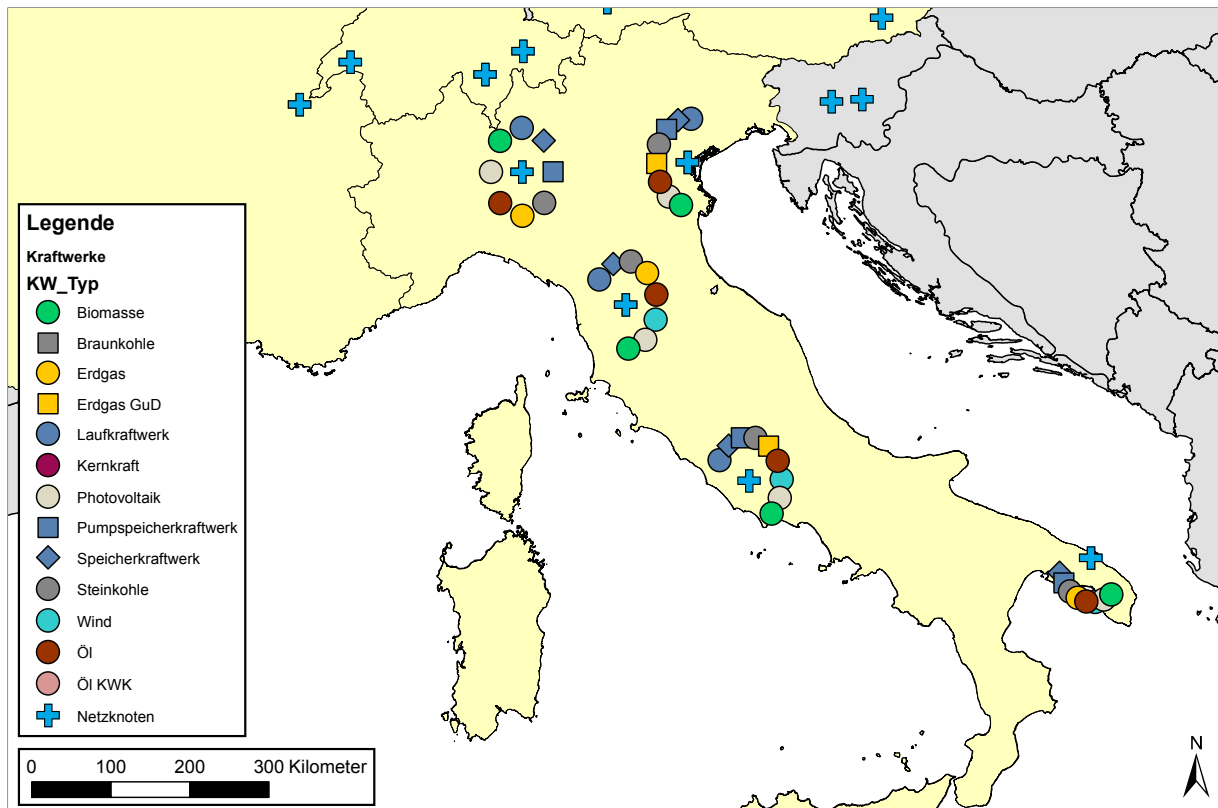 Legende
Kraftwerke
KW_Typ
Biomasse
Braunkohle
Erdgas
Erdgas GuD
Laufkraftwerk
Kernkraft
Photovoltaik
Pumpspeicherkraftwerk
Speicherkraftwerk
Steinkohle
Wind
Öl
Öl KWK
Netzknoten
0 100 200 300 Kilometer
N